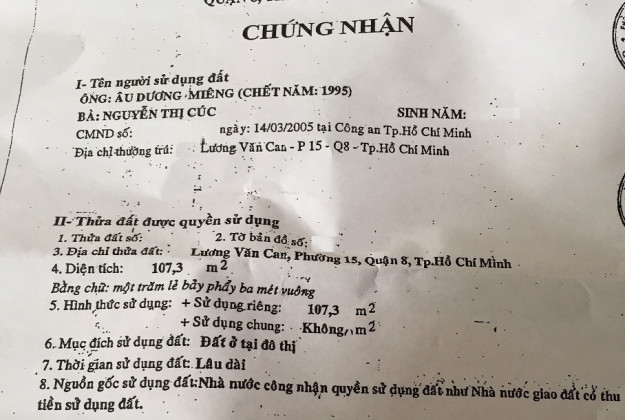 CHỨNG NHẬN
I- Tên người sử dụng đất
ÔNG: ÂU DƯƠNG MIÊNG (CHẾT NĂM: 1995)
BÀ: NGUYỄN THỊ CÚC SINH NĂM:
CMND số: ngày: 14/03/2005 tại Công an Tp.Hồ Chí Minh
Địa chỉ thường trú: Lương Văn Can - P 15 - Q8 - Tp.Hồ Chí Minh
II- Thửa đất được quyền sử dụng
1. Thửa đất số: 2. Tờ bản đồ số:
3. Địa chỉ thửa đất: Lương Văn Can, Phường 15, Quận 8, Tp.Hồ Chí Minh
4. Diện tích: 107,3 m2
Bằng chữ: một trăm lẻ bảy phẩy ba mét vuông
5. Hình thức sử dụng: + Sử dụng riêng: 107,3 m2
+ Sử dụng chung: Không m2
6. Mục đích sử dụng đất: Đất ở tại đô thị
7. Thời gian sử dụng đất: Lâu dài
8. Nguồn gốc sử dụng đất:Nhà nước công nhận quyền sử dụng đất như Nhà nước giao đất có thu
tiền sử dụng đất.